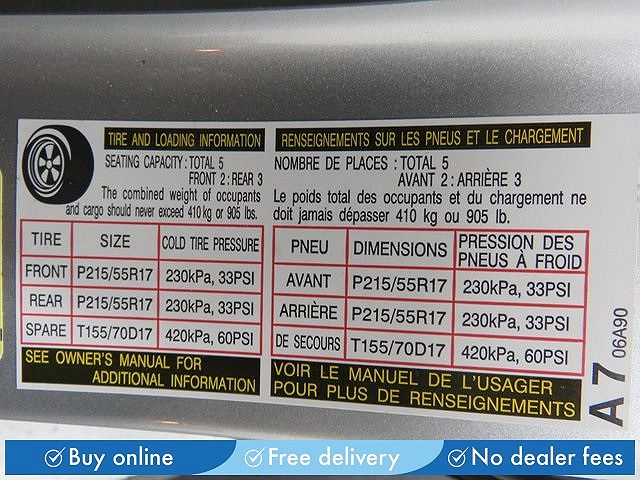 TIRE AND LOADING INFORMATION
SEATING CAPACITY: TOTAL 5
FRONT 2: REAR 3
The combined weight of occupants
and cargo should never exceed 410 kg or 905 lbs.
TIRE SIZE COLD TIRE PRESSURE
FRONT P215/55R17 230kPa, 33PSI
REAR P215/55R17 230kPa, 33PSI
SPARE T155/70D17 420kPa, 60PSI
SEE OWNER'S MANUAL FOR
ADDITIONAL INFORMATION
RENSEIGNEMENTS SUR LES PNEUS ET LE CHARGEMENT
NOMBRE DE PLACES: TOTAL 5
AVANT 2: ARRIÈRE 3
Le poids total des occupants et du chargement ne
doit jamais dépasser 410 kg ou 905 lb.
PNEU DIMENSIONS PRESSION DES
PNEUS À FROID
AVANT P215/55R17 230kPa, 33PSI
ARRIÈRE P215/55R17 230kPa, 33PSI
DE SECOURS T155/70D17 420kPa, 60PSI
VOIR LE MANUEL DE L'USAGER
POUR PLUS DE RENSEIGNEMENTS
A 7 06A90
Buy online Free delivery No dealer fees